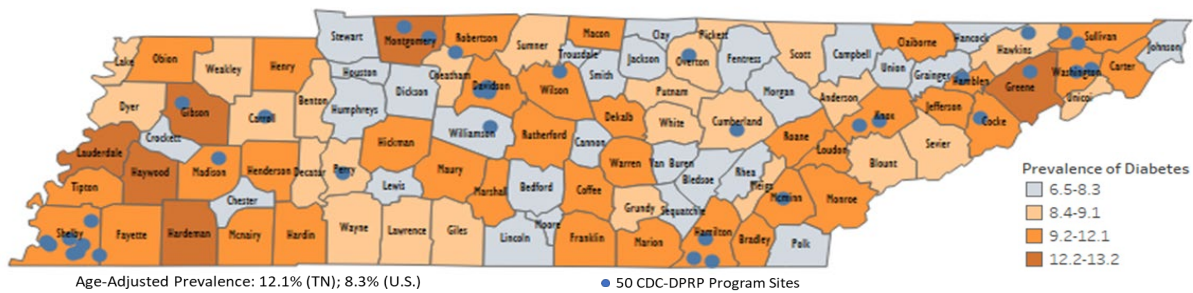 Stewart
Montgomery
Robertson
Sumner
Macon
Trousdale
Clay
Pickett
Jackson
Overton
Fentress
Scott
Campbell
Claiborne
Hancock
Hawkins
Sullivan
Johnson
Lake
Obion
Weakley
Henry
Houston
Dickson
Cheatham
Davidson
Wilson
Smith
Putnam
Morgan
Anderson
Union
Grainger
Hamblen
Greene
Washington
Carter
Unicoi
Dyer
Gibson
Carroll
Benton
Humphreys
Williamson
Rutherford
Dekalb
White
Cumberland
Roane
Knox
Jefferson
Cocke
Sevier
Crockett
Lauderdale
Haywood
Madison
Henderson
Decatur
Perry
Hickman
Maury
Cannon
Warren
Van Buren
Bledsoe
Rhea
Meigs
Loudon
Blount
Monroe
Mcminn
Tipton
Chester
Lewis
Marshall
Bedford
Coffee
Grundy
Sequatchie
Shelby
Fayette
Hardeman
Mcnairy
Hardin
Wayne
Lawrence
Giles
Lincoln
Moore
Franklin
Marion
Hamilton
Bradley
Polk
Prevalence of Diabetes
6.5-8.3
8.4-9.1
9.2-12.1
12.2-13.2
Age-Adjusted Prevalence: 12.1% (TN); 8.3% (U.S.)
50 CDC-DPRP Program Sites